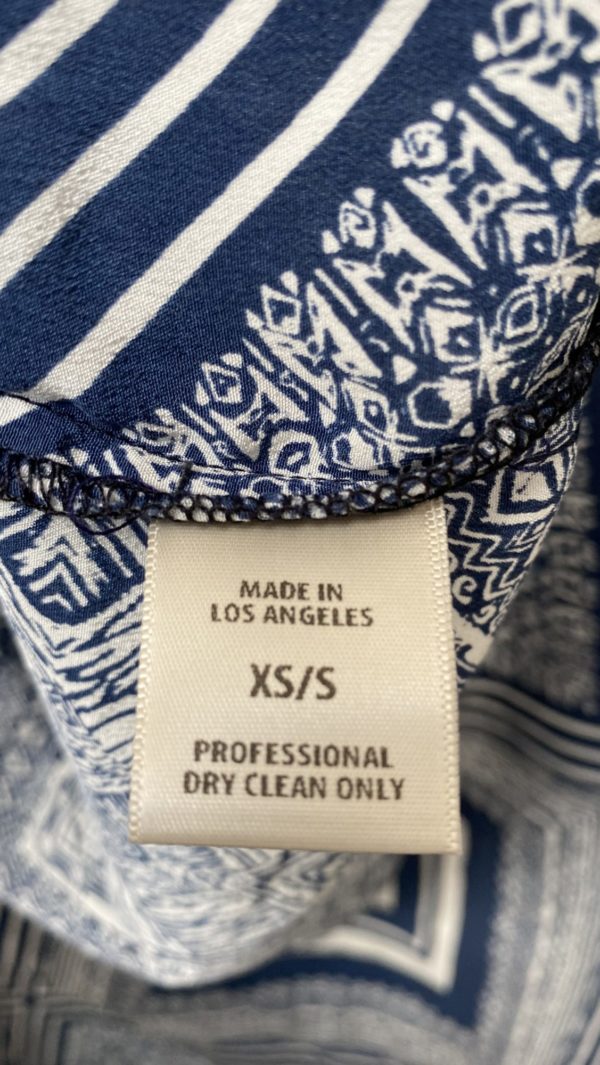 MADE IN
LOS ANGELES
XS/S
PROFESSIONAL
DRY CLEAN ONLY